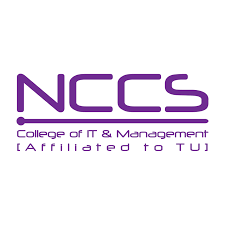 NCCS
College of IT & Management
[Affiliated to TU]